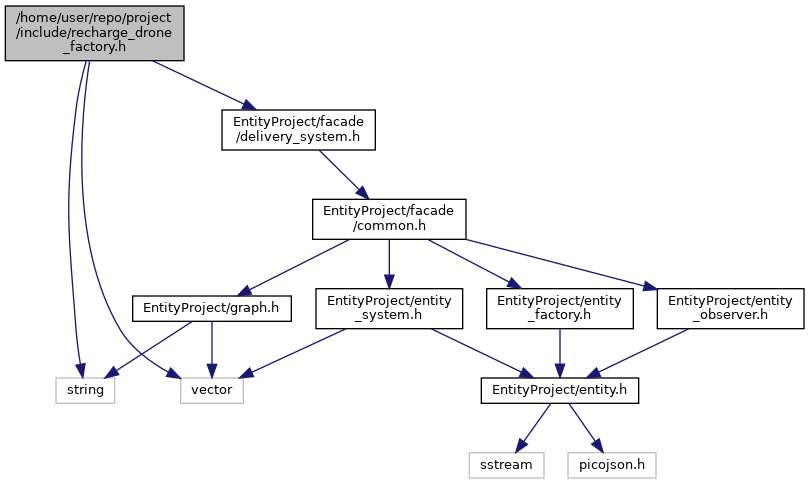 /home/user/repo/project
/include/recharge_drone
_factory.h
EntityProject/facade
/delivery_system.h
EntityProject/facade
/common.h
EntityProject/graph.h
EntityProject/entity
_system.h
EntityProject/entity
_factory.h
EntityProject/entity
_observer.h
string
vector
EntityProject/entity.h
sstream
picojson.h